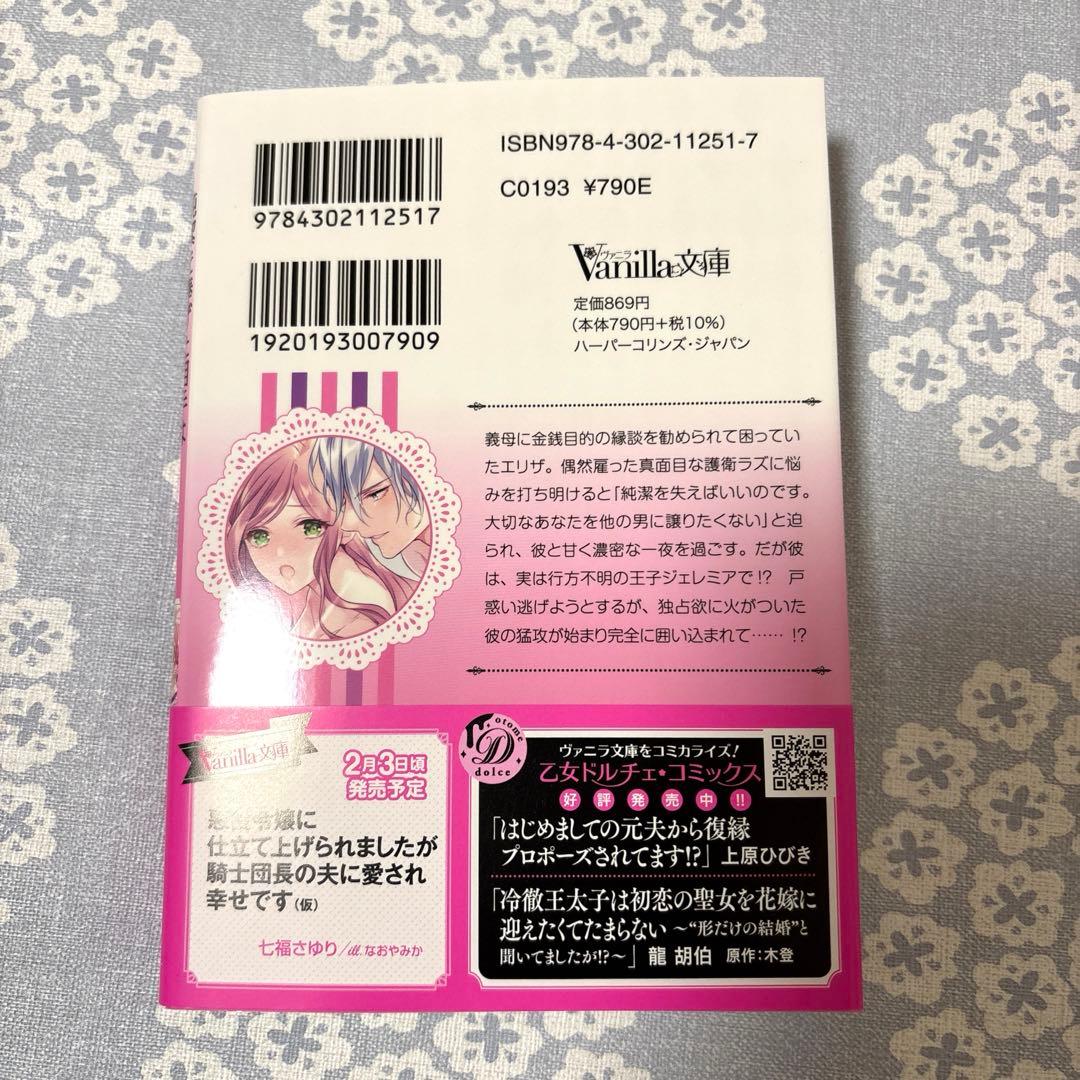 ISBN978-4-302-11251-7
C0193 ¥790E
9784302112517
1920193007909
ヴァニラ
Vanilla文庫
定価869円
(本体790円+税10%)
ハーパーコリンズ・ジャパン
義母に金銭目的の縁談を勧められて困ってい
たエリザ。偶然雇った真面目な護衛ラズに悩
みを打ち明けると「純潔を失えばいいのです。
大切なあなたを他の男に譲りたくない」と迫
られ、彼と甘く濃密な一夜を過ごす。だが彼
は、実は行方不明の王子ジェレミアで!? 戸
惑い逃げようとするが、独占欲に火がついた
彼の猛攻が始まり完全に囲い込まれて……!?
Vanilla文庫
2月3日頃
発売予定
悪役令嬢に
仕立て上げられましたが
騎士団長の夫に愛され
幸せです(仮)
七福さゆり/ill.なおやみか
otome
D
dolce
ヴァニラ文庫をコミカライズ!
乙女ドルチェ★コミックス
好評発売中!!
「はじめましての元夫から復縁
プロポーズされてます!?」上原ひびき
「冷徹王太子は初恋の聖女を花嫁に
迎えたくてたまらない ~“形だけの結婚”と
聞いてましたが!?~」龍 胡伯 原作:木登